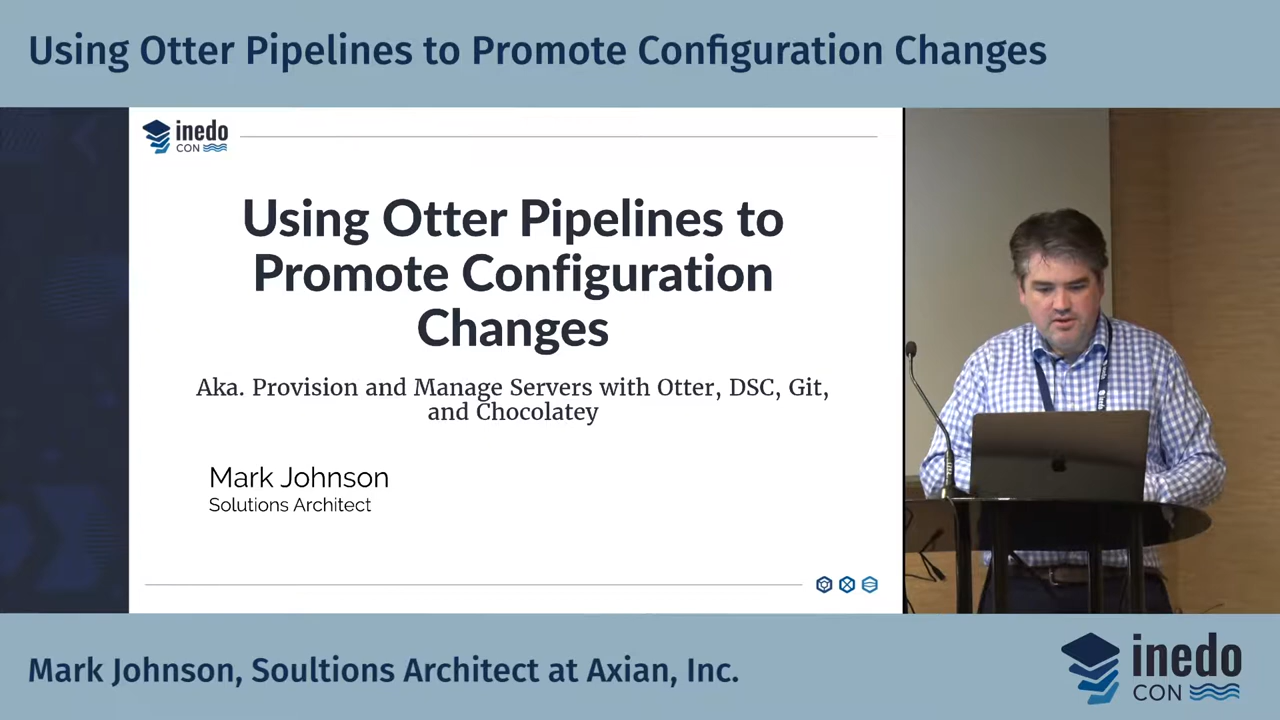 Using Otter Pipelines to Promote Configuration Changes
inedo
CON
Using Otter Pipelines to
Promote Configuration
Changes
Aka. Provision and Manage Servers with Otter, DSC, Git,
and Chocolatey
Mark Johnson
Solutions Architect
Mark Johnson, Soultions Architect at Axian, Inc.
inedo
CON